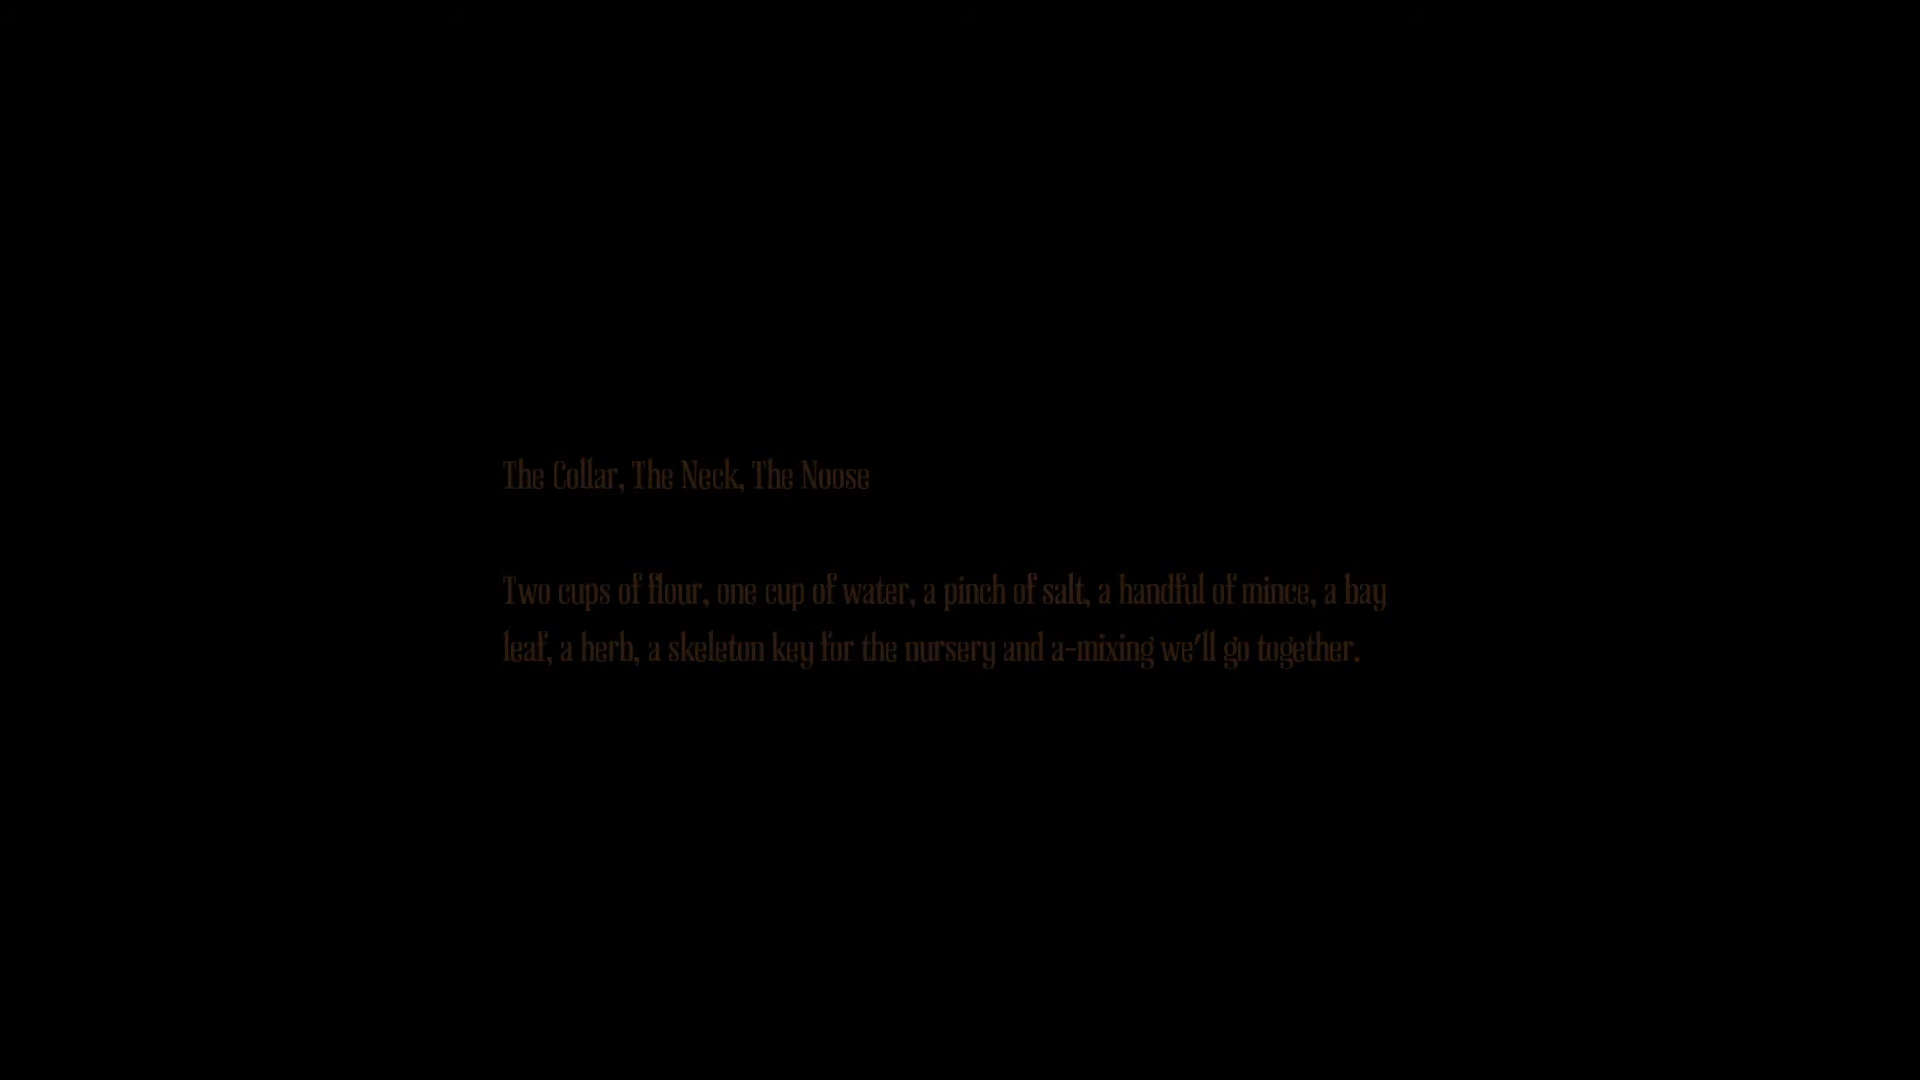 The Collar, The Neck, The Noose
Two cups of flour, one cup of water, a pinch of salt, a handful of mince, a bay
leaf, a herb, a skeleton key for the nursery and a-mixing we'll go together.